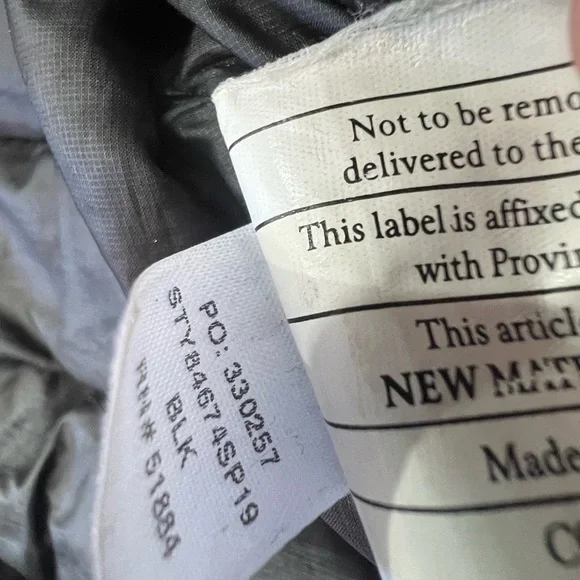 Not to be remo
delivered to the
This label is affixed
with Provin
This articl
NEW MATE
Made
PO: 330257
STY84674SP19
BLK
RN# 51884